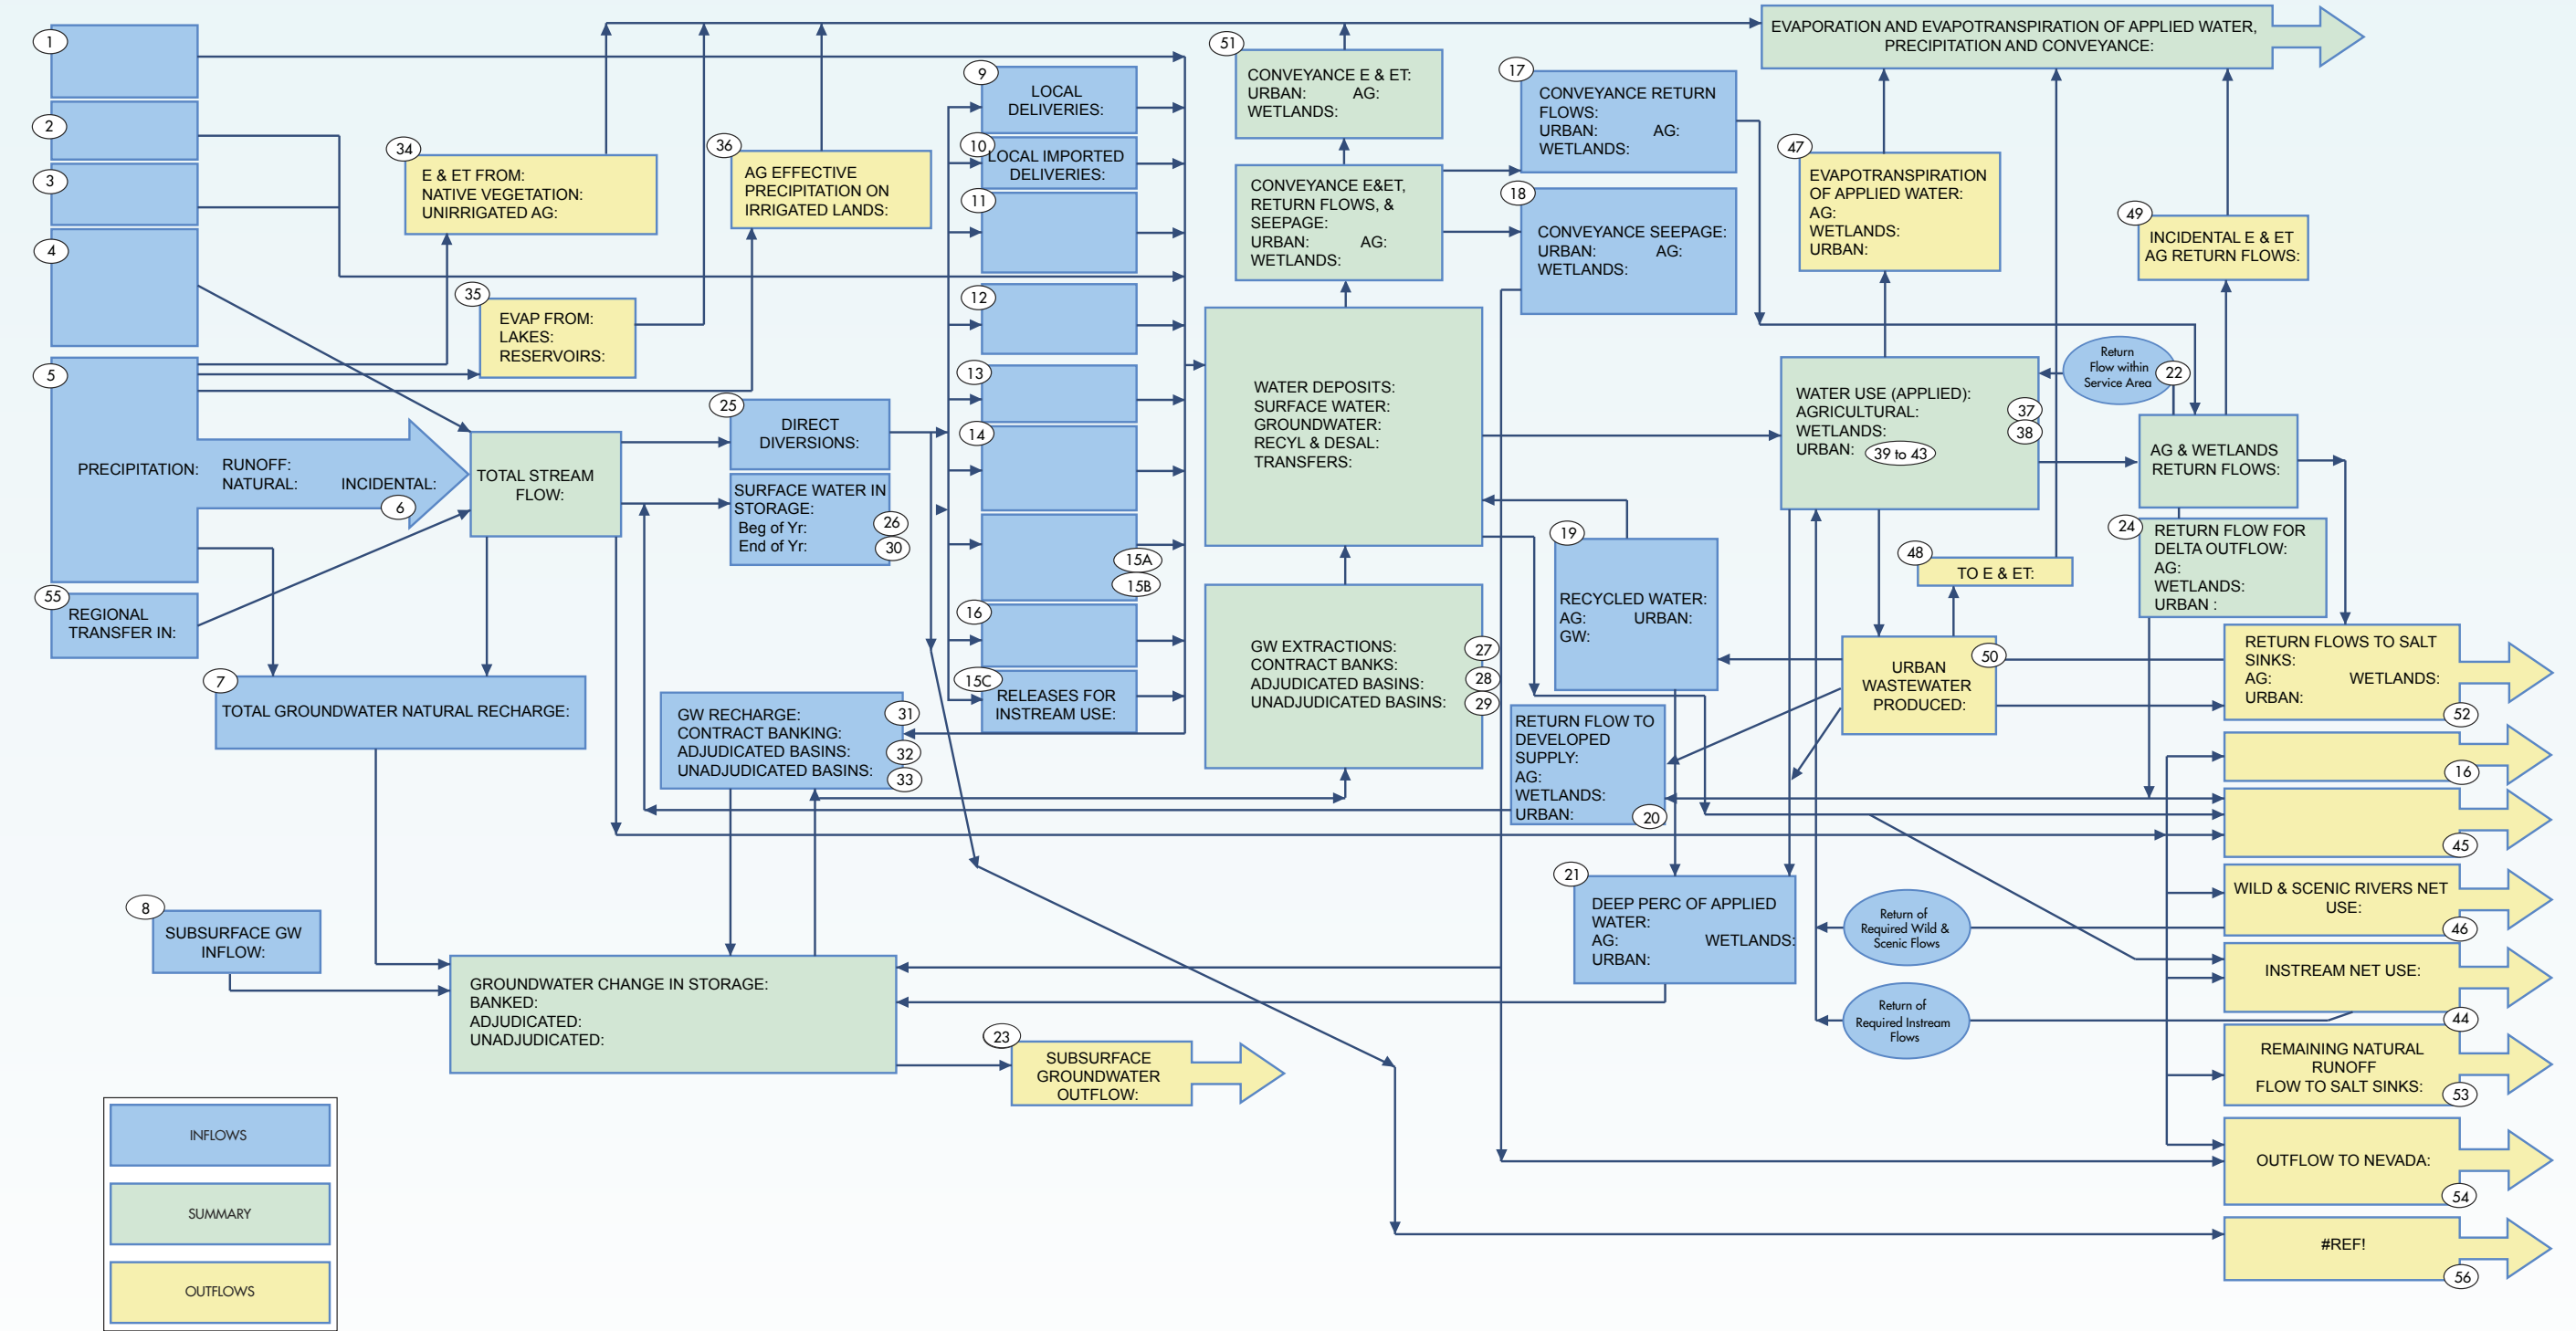 1
2
3
4
5
PRECIPITATION:
RUNOFF:
NATURAL: INCIDENTAL:
6
55
REGIONAL
TRANSFER IN:
7
TOTAL GROUNDWATER NATURAL RECHARGE:
8
SUBSURFACE GW
INFLOW:
34
E & ET FROM:
NATIVE VEGETATION:
UNIRRIGATED AG:
35
EVAP FROM:
LAKES:
RESERVOIRS:
36
AG EFFECTIVE
PRECIPITATION ON
IRRIGATED LANDS:
TOTAL STREAM
FLOW:
25
DIRECT
DIVERSIONS:
SURFACE WATER IN
STORAGE:
Beg of Yr:
End of Yr:
26
30
GW RECHARGE:
CONTRACT BANKING:
ADJUDICATED BASINS:
UNADJUDICATED BASINS:
31
32
33
GROUNDWATER CHANGE IN STORAGE:
BANKED:
ADJUDICATED:
UNADJUDICATED:
23
SUBSURFACE
GROUNDWATER
OUTFLOW:
9
LOCAL
DELIVERIES:
10
LOCAL IMPORTED
DELIVERIES:
11
12
13
14
15A
15B
16
15C
RELEASES FOR
INSTREAM USE:
51
CONVEYANCE E & ET:
URBAN: AG:
WETLANDS:
CONVEYANCE E&ET,
RETURN FLOWS, &
SEEPAGE:
URBAN: AG:
WETLANDS:
WATER DEPOSITS:
SURFACE WATER:
GROUNDWATER:
RECYL & DESAL:
TRANSFERS:
GW EXTRACTIONS:
CONTRACT BANKS:
ADJUDICATED BASINS:
UNADJUDICATED BASINS:
27
28
29
17
CONVEYANCE RETURN
FLOWS:
URBAN: AG:
WETLANDS:
18
CONVEYANCE SEEPAGE:
URBAN: AG:
WETLANDS:
19
RECYCLED WATER:
AG: URBAN:
GW:
RETURN FLOW TO
DEVELOPED
SUPPLY:
AG:
WETLANDS:
URBAN:
20
21
DEEP PERC OF APPLIED
WATER:
AG: WETLANDS:
URBAN:
EVAPORATION AND EVAPOTRANSPIRATION OF APPLIED WATER,
PRECIPITATION AND CONVEYANCE:
47
EVAPOTRANSPIRATION
OF APPLIED WATER:
AG:
WETLANDS:
URBAN:
49
INCIDENTAL E & ET
AG RETURN FLOWS:
WATER USE (APPLIED):
AGRICULTURAL:
WETLANDS:
URBAN:
37
38
39 to 43
Return
Flow within
Service Area
22
AG & WETLANDS
RETURN FLOWS:
24
RETURN FLOW FOR
DELTA OUTFLOW:
AG:
WETLANDS:
URBAN :
48
TO E & ET:
50
URBAN
WASTEWATER
PRODUCED:
Return of
Required Wild &
Scenic Flows
Return of
Required Instream
Flows
RETURN FLOWS TO SALT
SINKS:
AG: WETLANDS:
URBAN:
52
16
45
WILD & SCENIC RIVERS NET
USE:
46
INSTREAM NET USE:
44
REMAINING NATURAL
RUNOFF
FLOW TO SALT SINKS:
53
OUTFLOW TO NEVADA:
54
#REF!
56
INFLOWS
SUMMARY
OUTFLOWS